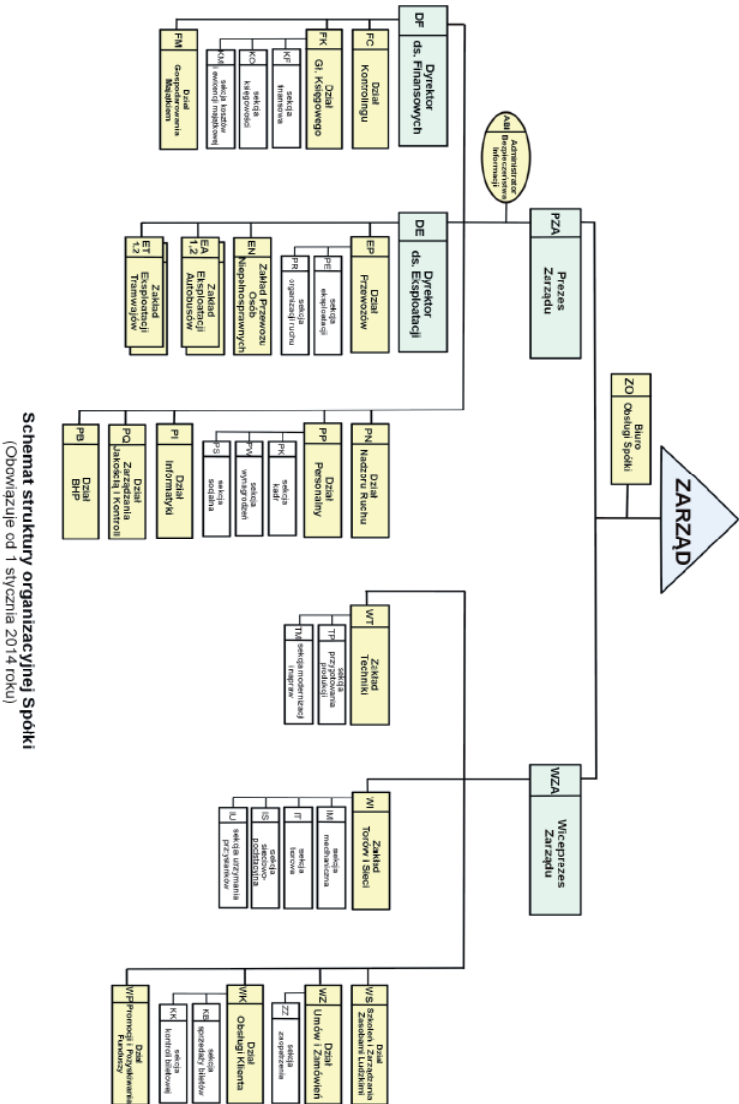 ZARZĄD
ZO
Biuro
Obsługi Spółki
PZA
Prezes
Zarządu
WZA
Wiceprezes
Zarządu
ABI
Administrator
Bezpieczeństwa
Informacji
DF
Dyrektor
ds. Finansowych
FC
Dział
Kontrolingu
FK
Dział
Gł. Księgowego
KF
sekcja
finansowa
KO
sekcja
księgowości
KM
sekcja kosztów
i ewidencji majątkowej
FM
Dział
Gospodarowania
Majątkiem
DE
Dyrektor
ds. Eksploatacji
EP
Dział
Przewozów
PE
sekcja
eksploatacji
PR
sekcja
organizacji ruchu
EN
Zakład Przewozu
Osób
Niepełnosprawnych
EA
1,2
Zakład
Eksploatacji
Autobusów
ET
1,2
Zakład
Eksploatacji
Tramwajów
PN
Dział
Nadzoru Ruchu
PP
Dział
Personalny
PK
sekcja
kadr
PW
sekcja
wynagrodzeń
PS
sekcja
socjalna
PI
Dział
Informatyki
PQ
Dział
Zarządzania
Jakością i Kontroli
PB
Dział
BHP
WT
Zakład
Techniki
TP
sekcja
przygotowania
produkcji
TM
sekcja modernizacji
i napraw
WI
Zakład
Torów i Sieci
IM
sekcja
mechaniczna
IT
sekcja
torowa
IS
sekcja
sieciowo-
podstacyjna
IU
sekcja utrzymania
przystanków
WS
Dział
Szkoleń i Zarządzania
Zasobami Ludzkimi
WZ
Dział
Umów i Zamówień
ZZ
sekcja
zaopatrzenia
WK
Dział
Obsługi Klienta
KB
sekcja
sprzedaży biletów
KK
sekcja
kontroli biletowej
WP
Dział
Promocji i Pozyskiwania
Funduszy
Schemat struktury organizacyjnej Spółki
(Obowiązuje od 1 stycznia 2014 roku)